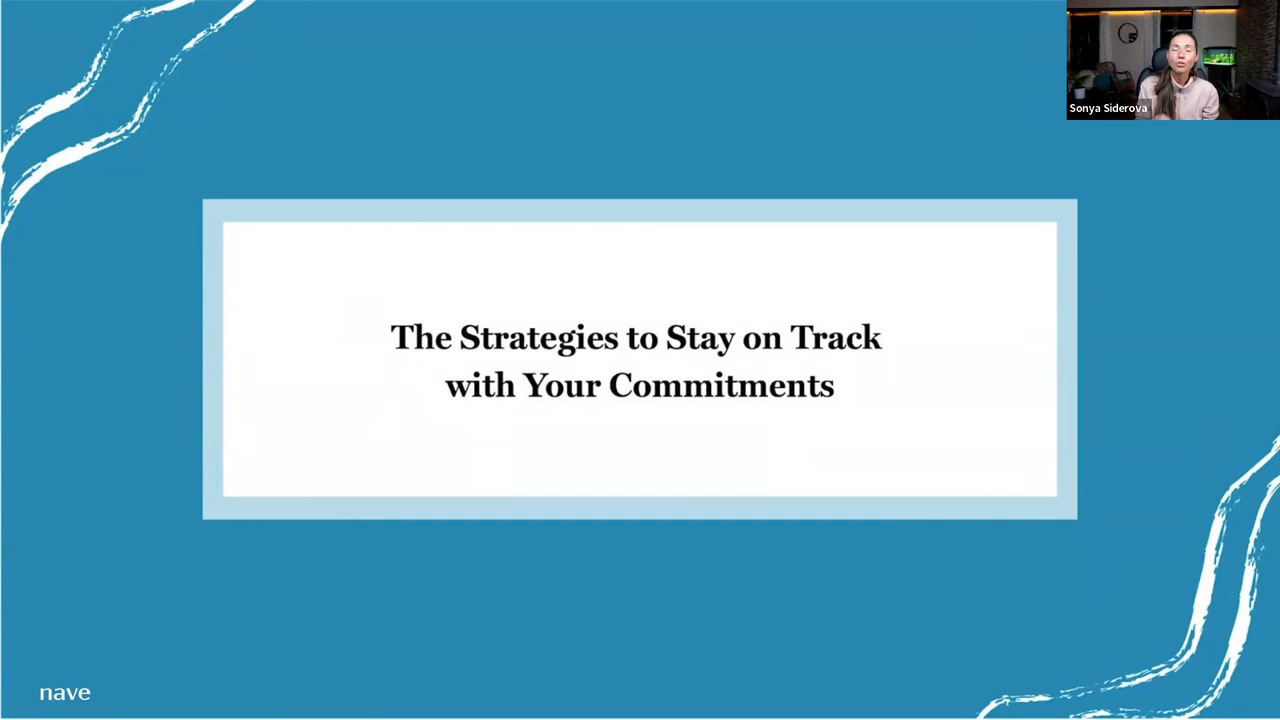 Sonya Siderova
The Strategies to Stay on Track
with Your Commitments
nave